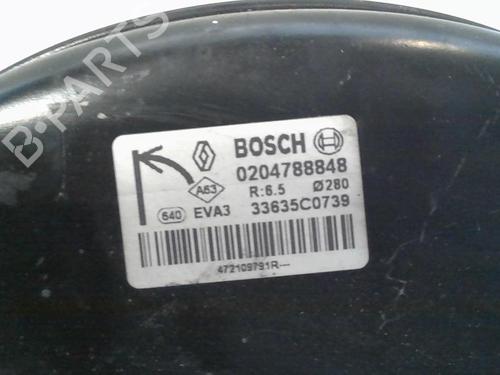 B-PARTS
BOSCH
0204788848
A63 R:6.5 Ø280
640 EVA3 33635C0739
472109791R—